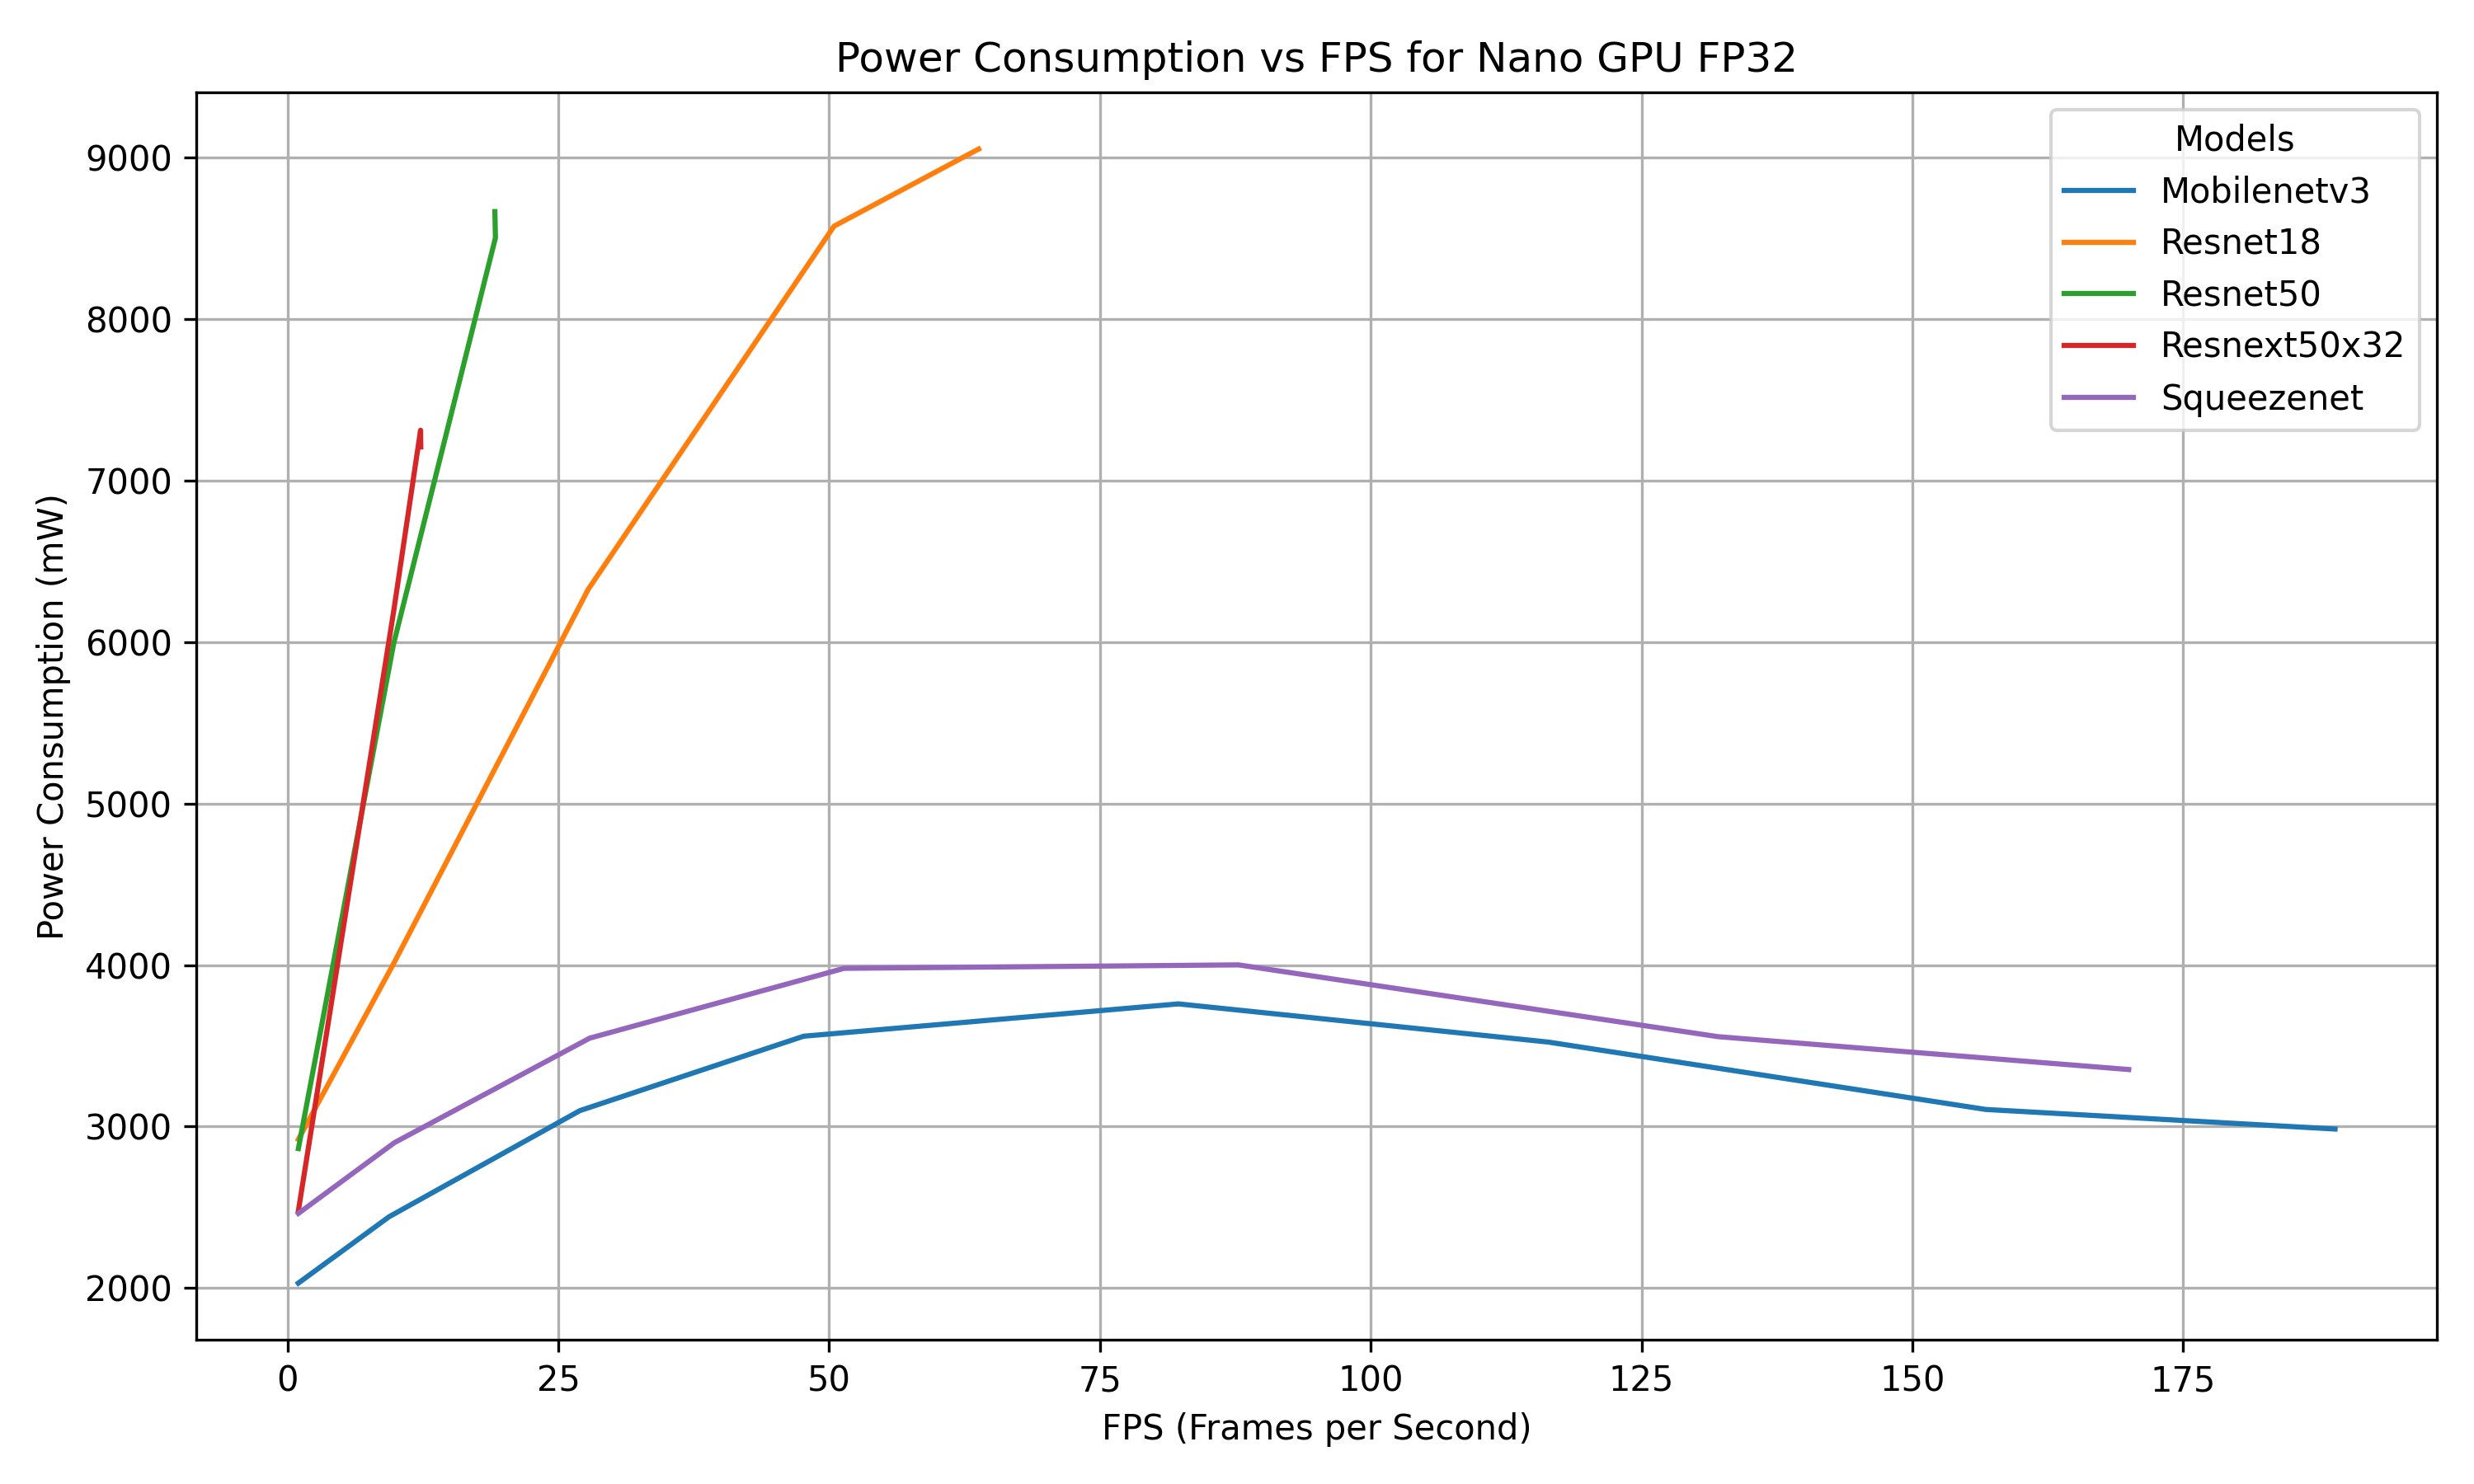 Power Consumption vs FPS for Nano GPU FP32
Power Consumption (mW)
9000
8000
7000
6000
5000
4000
3000
2000
0 25 50 75 100 125 150 175
FPS (Frames per Second)
Models
Mobilenetv3
Resnet18
Resnet50
Resnext50x32
Squeezenet